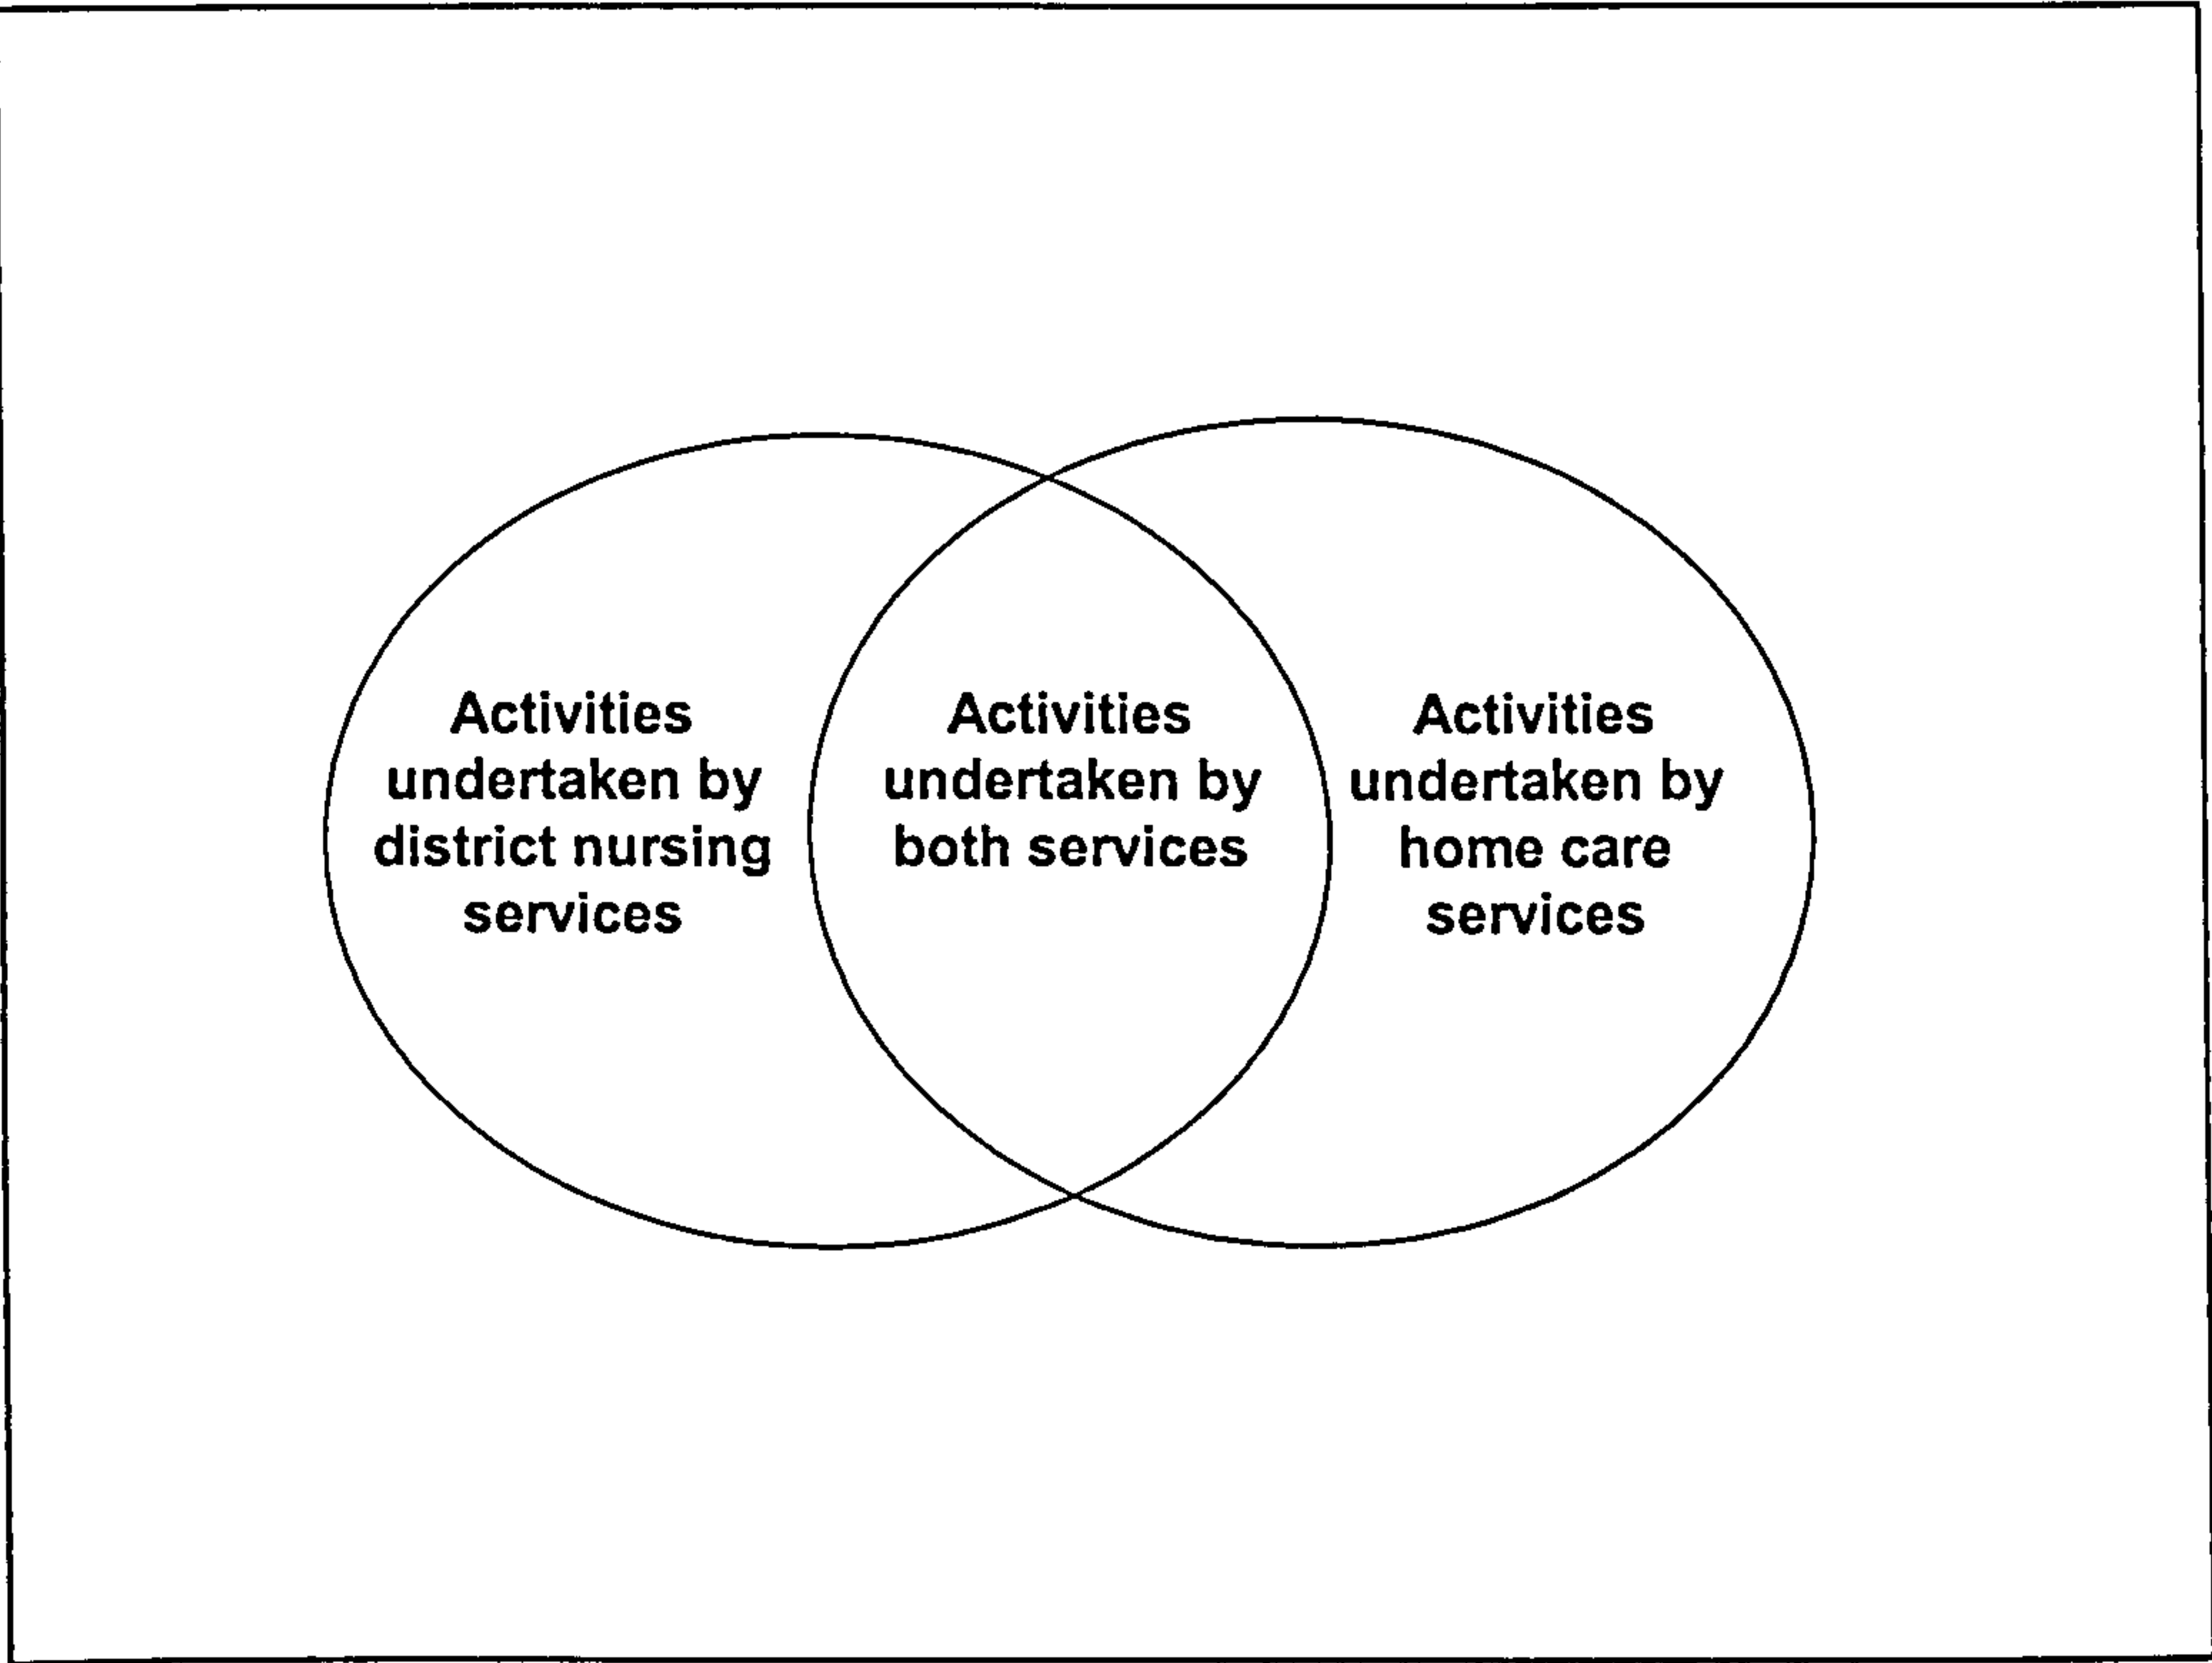 Activities
undertaken by
district nursing
services
Activities
undertaken by
both services
Activities
undertaken by
home care
services